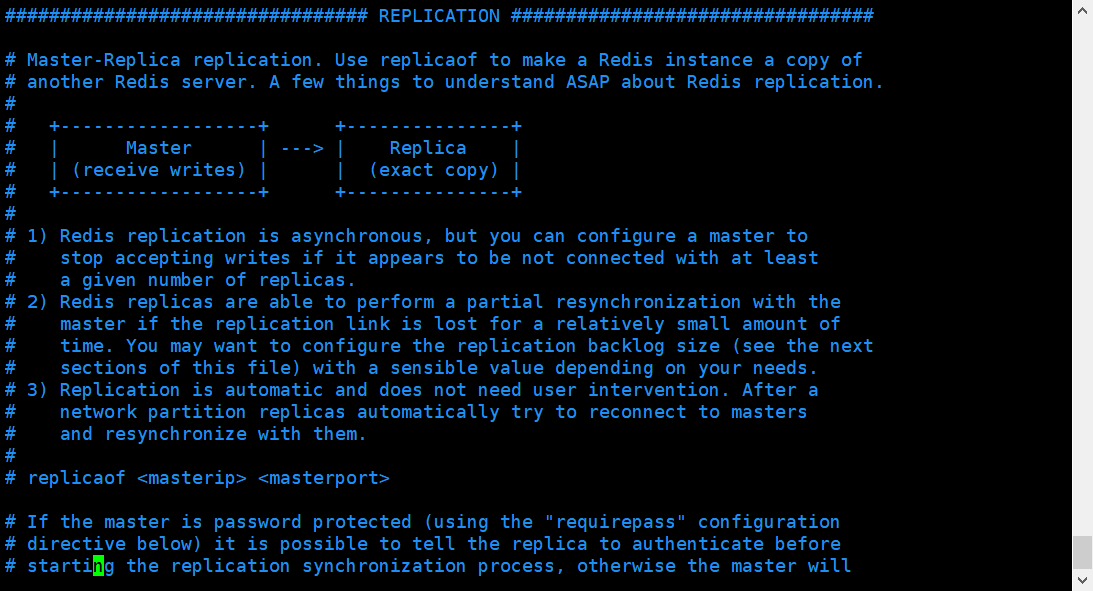 ################################# REPLICATION #################################

# Master-Replica replication. Use replicaof to make a Redis instance a copy of
# another Redis server. A few things to understand ASAP about Redis replication.
#
#   +------------------+      +---------------+
#   |      Master      | ---> |    Replica    |
#   | (receive writes) |      |  (exact copy) |
#   +------------------+      +---------------+
#
# 1) Redis replication is asynchronous, but you can configure a master to
#    stop accepting writes if it appears to be not connected with at least
#    a given number of replicas.
# 2) Redis replicas are able to perform a partial resynchronization with the
#    master if the replication link is lost for a relatively small amount of
#    time. You may want to configure the replication backlog size (see the next
#    sections of this file) with a sensible value depending on your needs.
# 3) Replication is automatic and does not need user intervention. After a
#    network partition replicas automatically try to reconnect to masters
#    and resynchronize with them.
#
# replicaof <masterip> <masterport>

# If the master is password protected (using the "requirepass" configuration
# directive below) it is possible to tell the replica to authenticate before
# starting the replication synchronization process, otherwise the master will